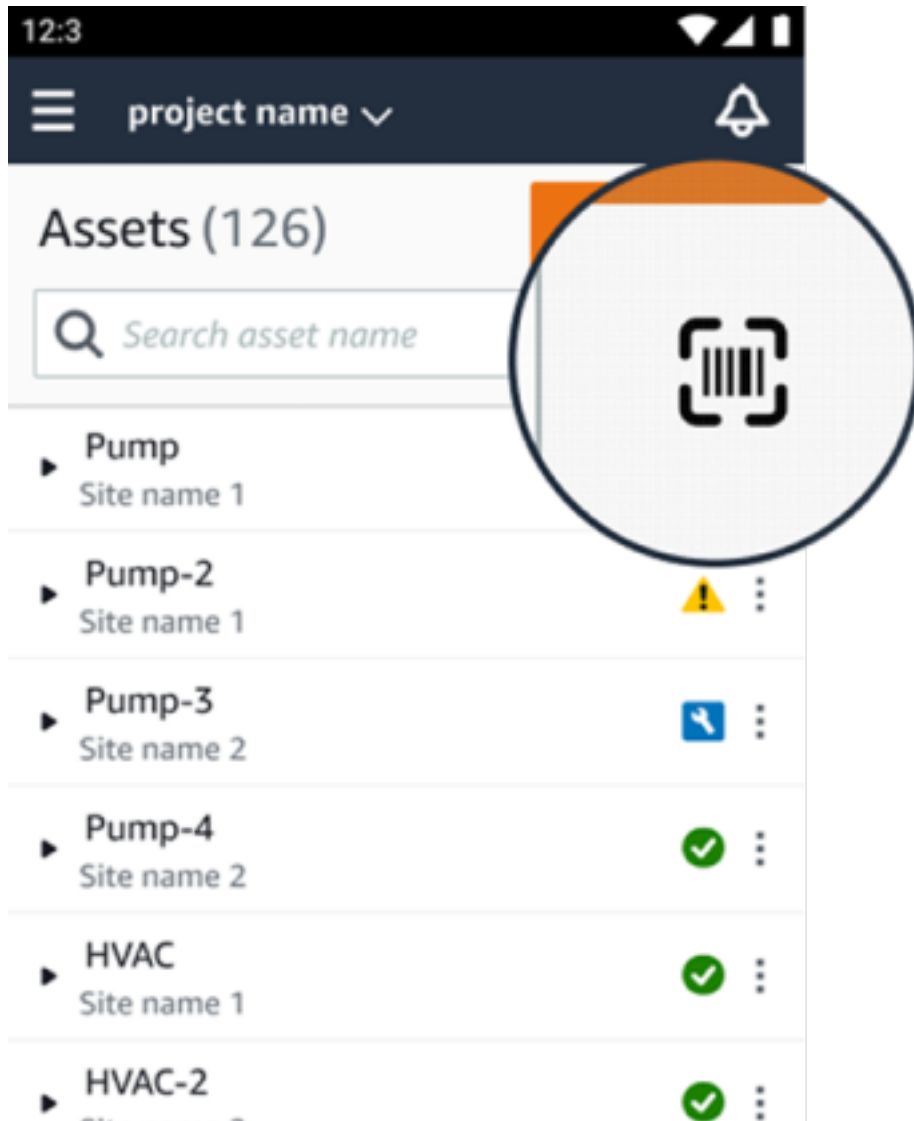 12:3
project name
Assets (126)
Search asset name
Pump
Site name 1
Pump-2
Site name 1
Pump-3
Site name 2
Pump-4
Site name 2
HVAC
Site name 1
HVAC-2